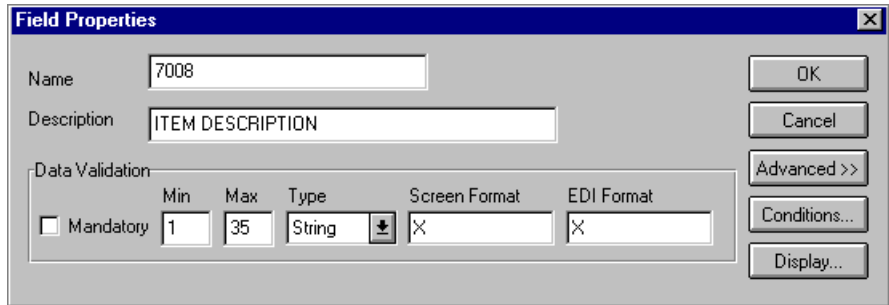 Field Properties
Name 7008 OK
Description ITEM DESCRIPTION Cancel
Data Validation Advanced >>
Min Max Type Screen Format EDI Format
Mandatory 1 35 String X X Conditions...
Display...